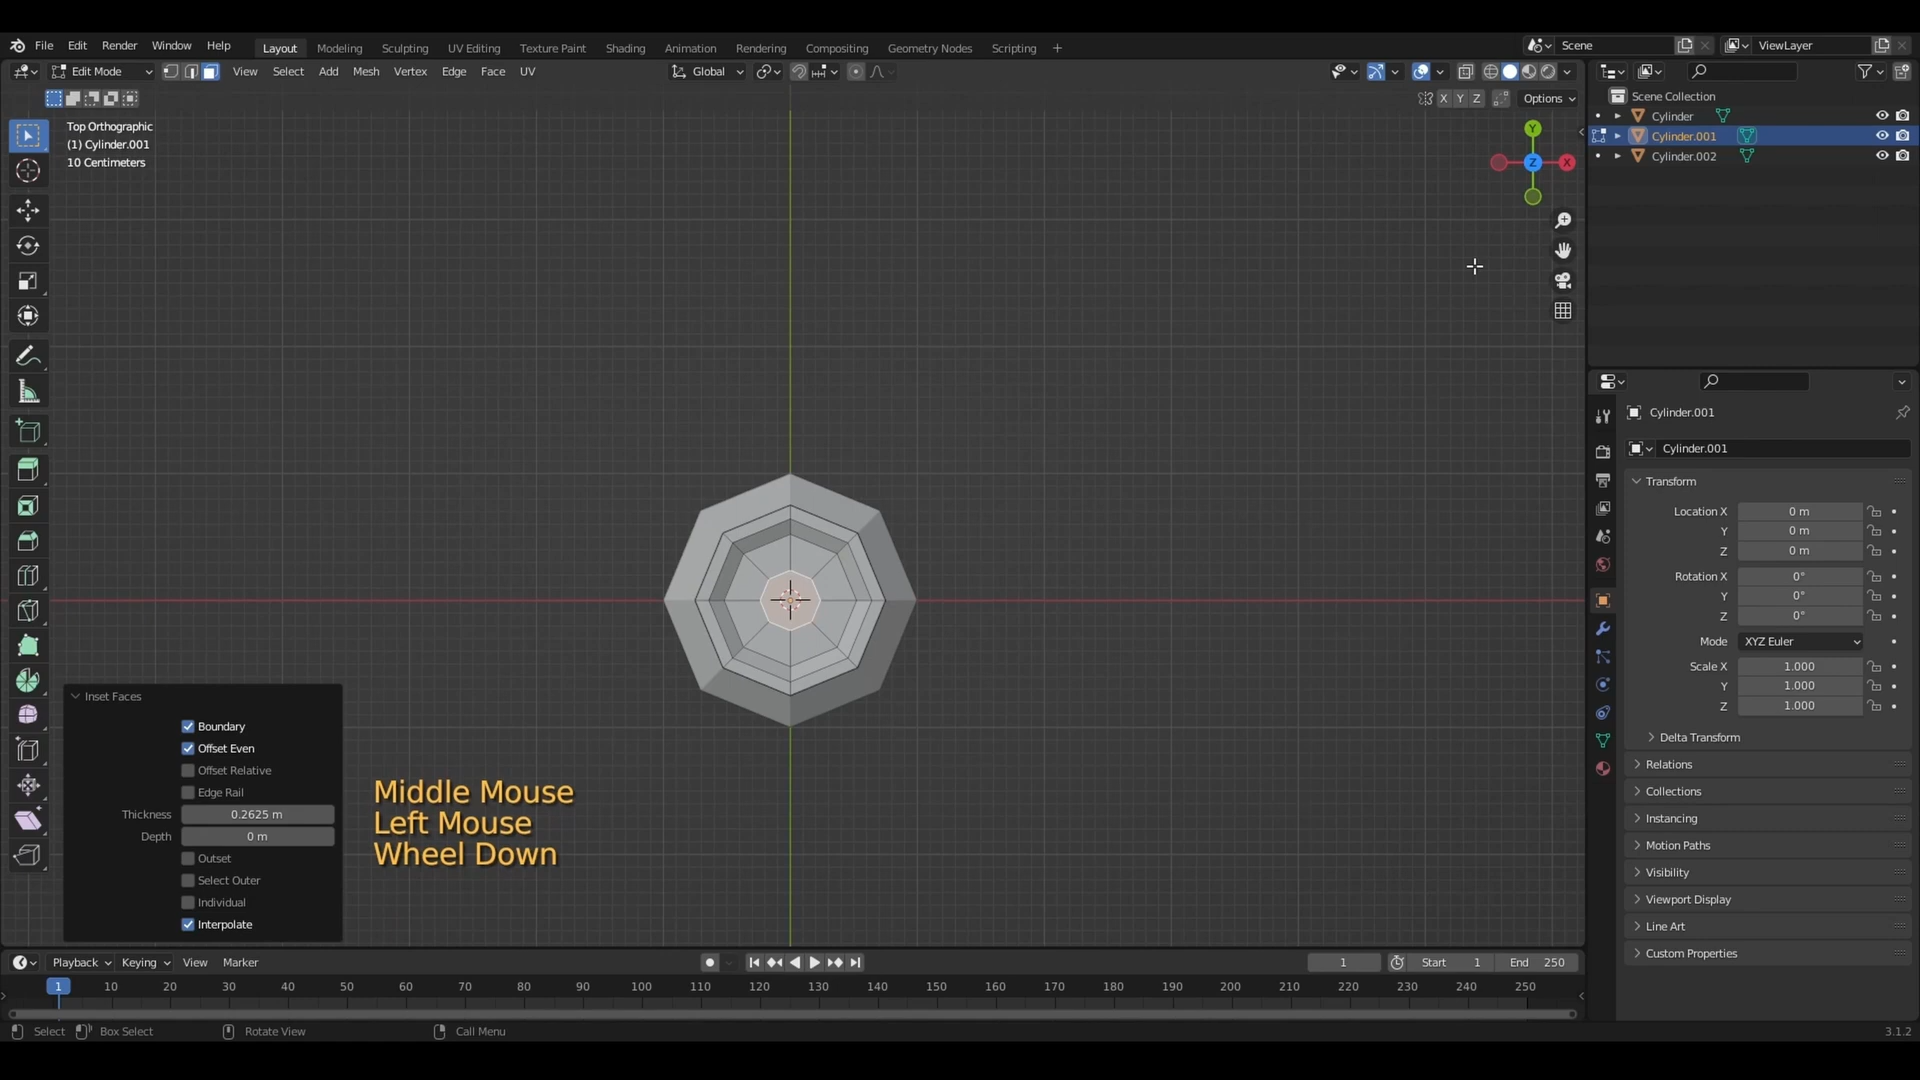 File Edit Render Window Help Layout Modeling Sculpting UV Editing Texture Paint Shading Animation Rendering Compositing Geometry Nodes Scripting + Scene ViewLayer
Edit Mode View Select Add Mesh Vertex Edge Face UV Global
X Y Z Options
Top Orthographic
(1) Cylinder.001
10 Centimeters
Y
Z X
Scene Collection
Cylinder
Cylinder.001
Cylinder.002
Cylinder.001
Cylinder.001
Transform
Location X 0 m
Y 0 m
Z 0 m
Rotation X 0°
Y 0°
Z 0°
Mode XYZ Euler
Scale X 1.000
Y 1.000
Z 1.000
Delta Transform
Relations
Collections
Instancing
Motion Paths
Visibility
Viewport Display
Line Art
Custom Properties
Inset Faces
Boundary
Offset Even
Offset Relative
Edge Rail
Thickness 0.2625 m
Depth 0 m
Outset
Select Outer
Individual
Interpolate
Middle Mouse
Left Mouse
Wheel Down
Playback Keying View Marker 1 Start 1 End 250
1 10 20 30 40 50 60 70 80 90 100 110 120 130 140 150 160 170 180 190 200 210 220 230 240 250
Select Box Select Rotate View Call Menu 3.1.2